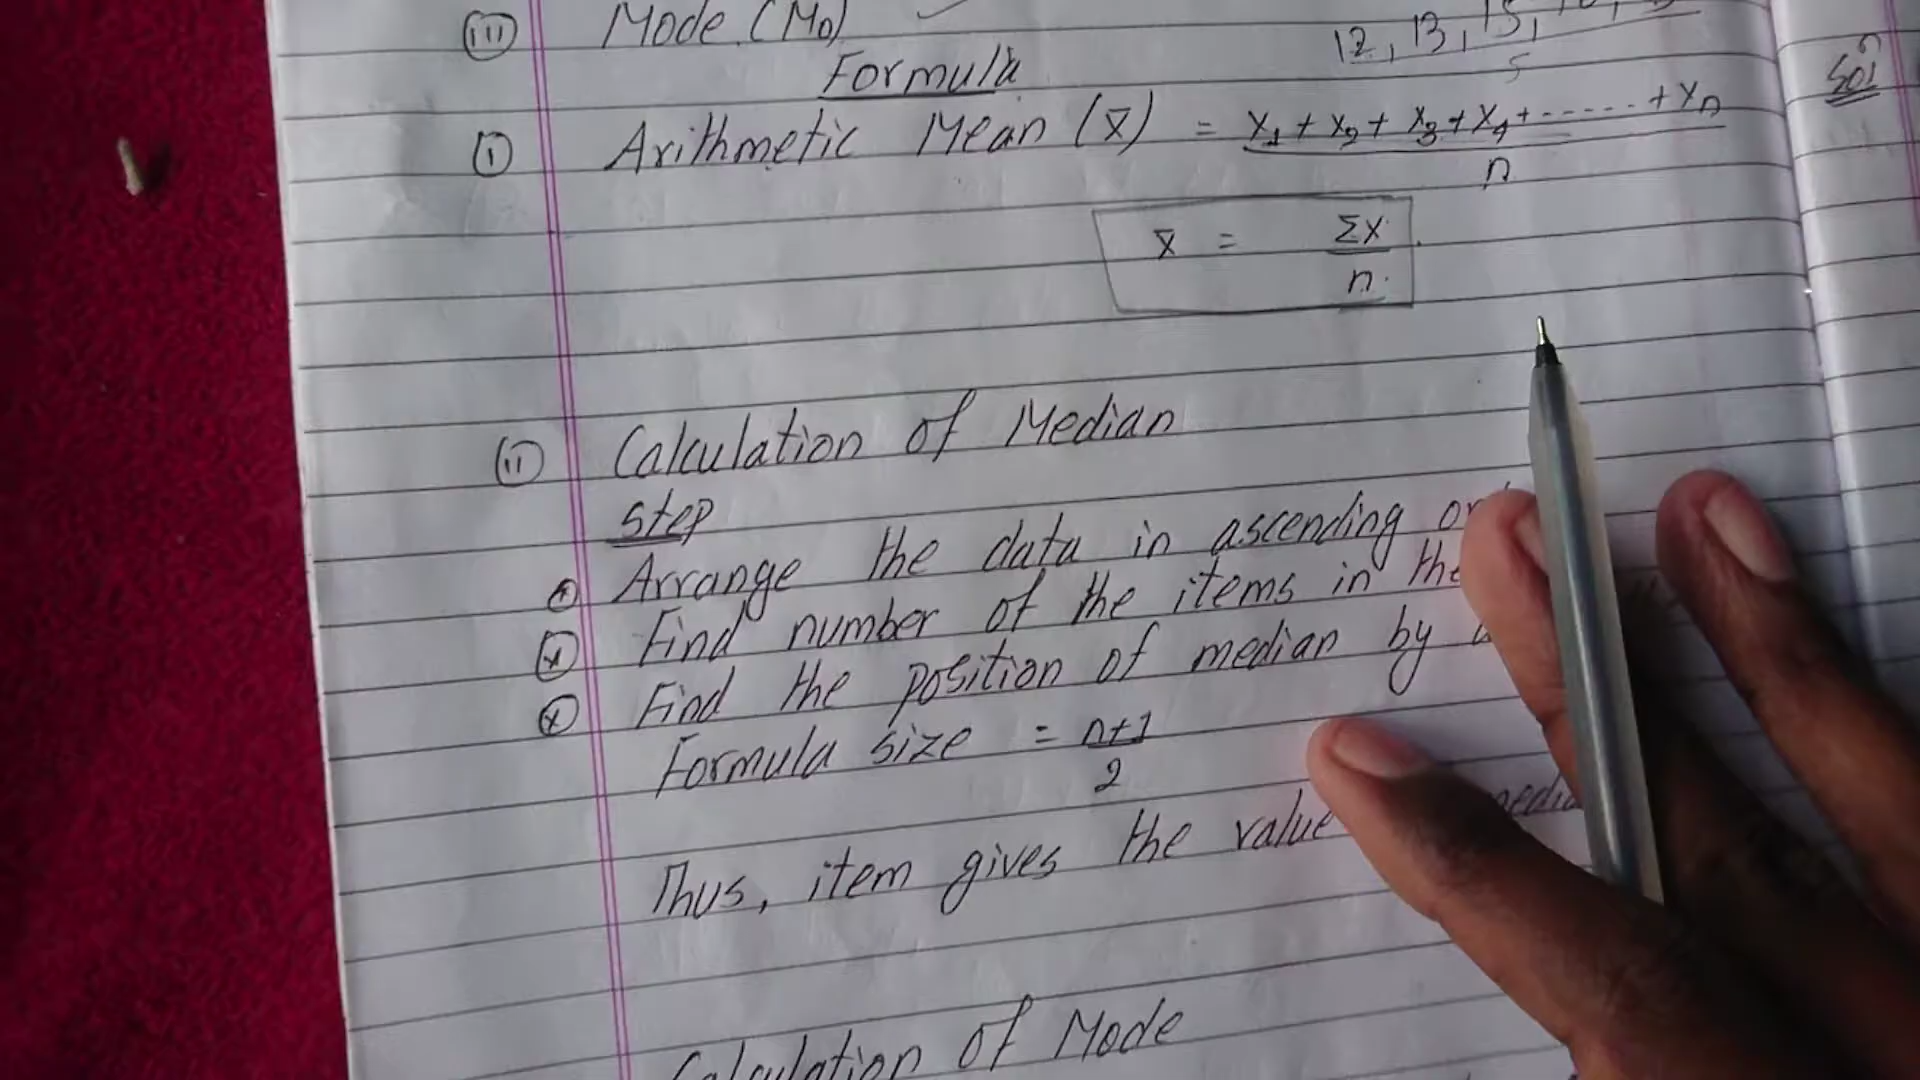 (iii) Mode (Mo)
12, 13, 15,
5
Formula
(i) Arithmetic Mean (x̄) = x₁ + x₂ + x₃ + x₄ + ...... + xₙ
n
x̄ = Σx
n
(ii) Calculation of Median
Step
Arrange the data in ascending
Find number of the items in the
Find the position of median by
Formula size = n+1
2
Thus, item gives the value
Calculation of Mode
Solⁿ